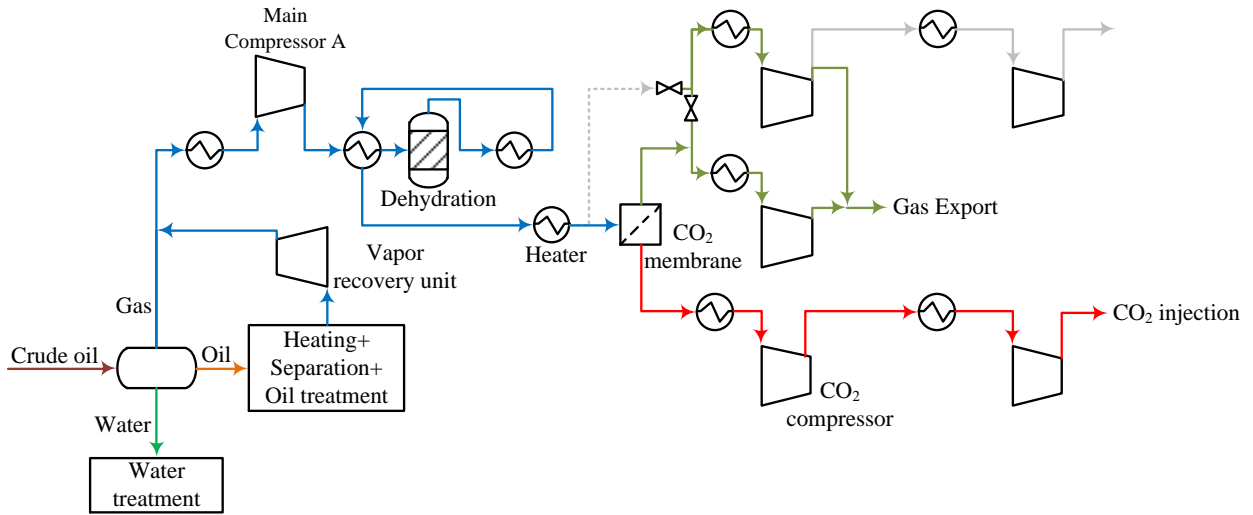 Main
Compressor A
Dehydration
Gas Export
CO₂
membrane
Heater
Vapor
recovery unit
Gas
CO₂ injection
Crude oil
Oil
Heating+
Separation+
Oil treatment
CO₂
compressor
Water
Water
treatment